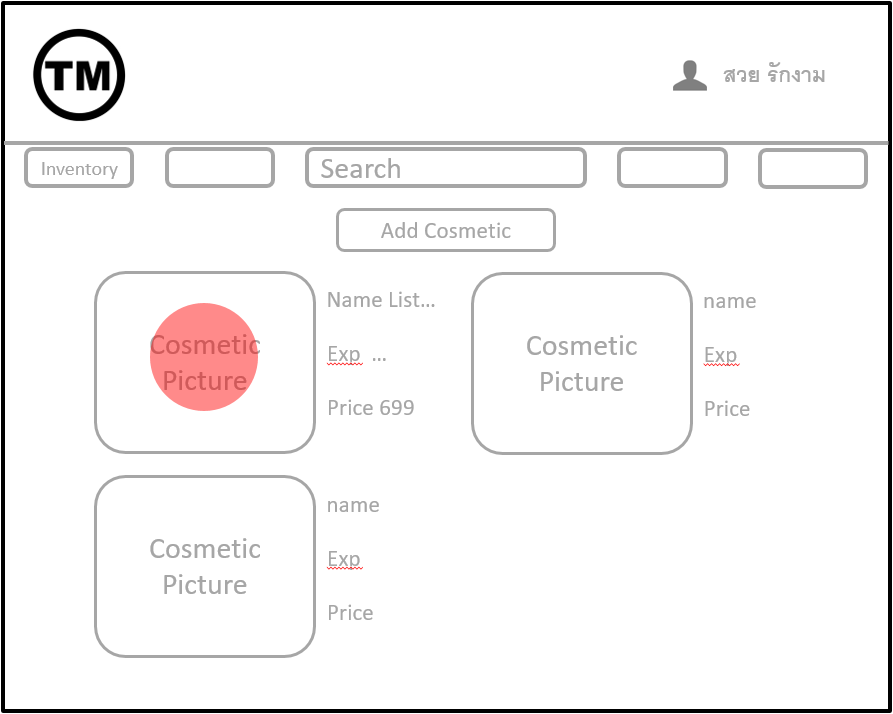 TM
สวย รักงาม
Inventory
Search
Add Cosmetic
Cosmetic
Picture
Name List...
Exp ...
Price 699
Cosmetic
Picture
name
Exp
Price
Cosmetic
Picture
name
Exp
Price